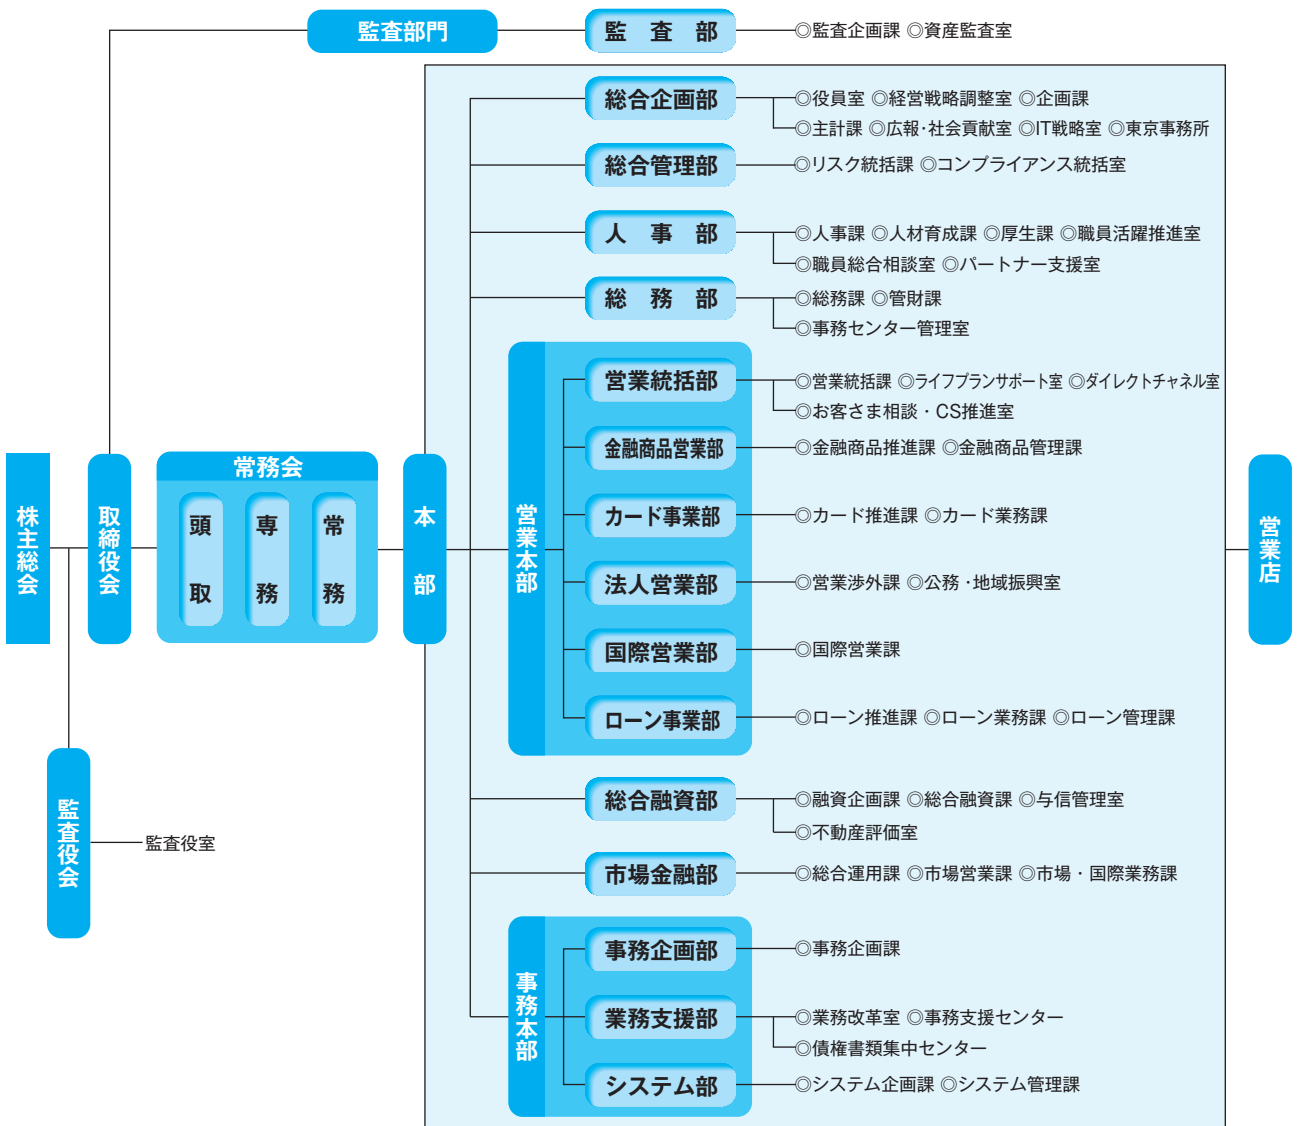 監査部門
監査部
◎監査企画課 ◎資産監査室
総合企画部
◎役員室 ◎経営戦略調整室 ◎企画課
◎主計課 ◎広報・社会貢献室 ◎IT戦略室 ◎東京事務所
総合管理部
◎リスク統括課 ◎コンプライアンス統括室
人事部
◎人事課 ◎人材育成課 ◎厚生課 ◎職員活躍推進室
◎職員総合相談室 ◎パートナー支援室
総務部
◎総務課 ◎管財課
◎事務センター管理室
株主総会
取締役会
常務会
頭取
専務
常務
本部
営業本部
営業統括部
◎営業統括課 ◎ライフプランサポート室 ◎ダイレクトチャネル室
◎お客さま相談・CS推進室
金融商品営業部
◎金融商品推進課 ◎金融商品管理課
カード事業部
◎カード推進課 ◎カード業務課
法人営業部
◎営業渉外課 ◎公務・地域振興室
国際営業部
◎国際営業課
ローン事業部
◎ローン推進課 ◎ローン業務課 ◎ローン管理課
営業店
監査役会
監査役室
総合融資部
◎融資企画課 ◎総合融資課 ◎与信管理室
◎不動産評価室
市場金融部
◎総合運用課 ◎市場営業課 ◎市場・国際業務課
事務本部
事務企画部
◎事務企画課
業務支援部
◎業務改革室 ◎事務支援センター
◎債権書類集中センター
システム部
◎システム企画課 ◎システム管理課